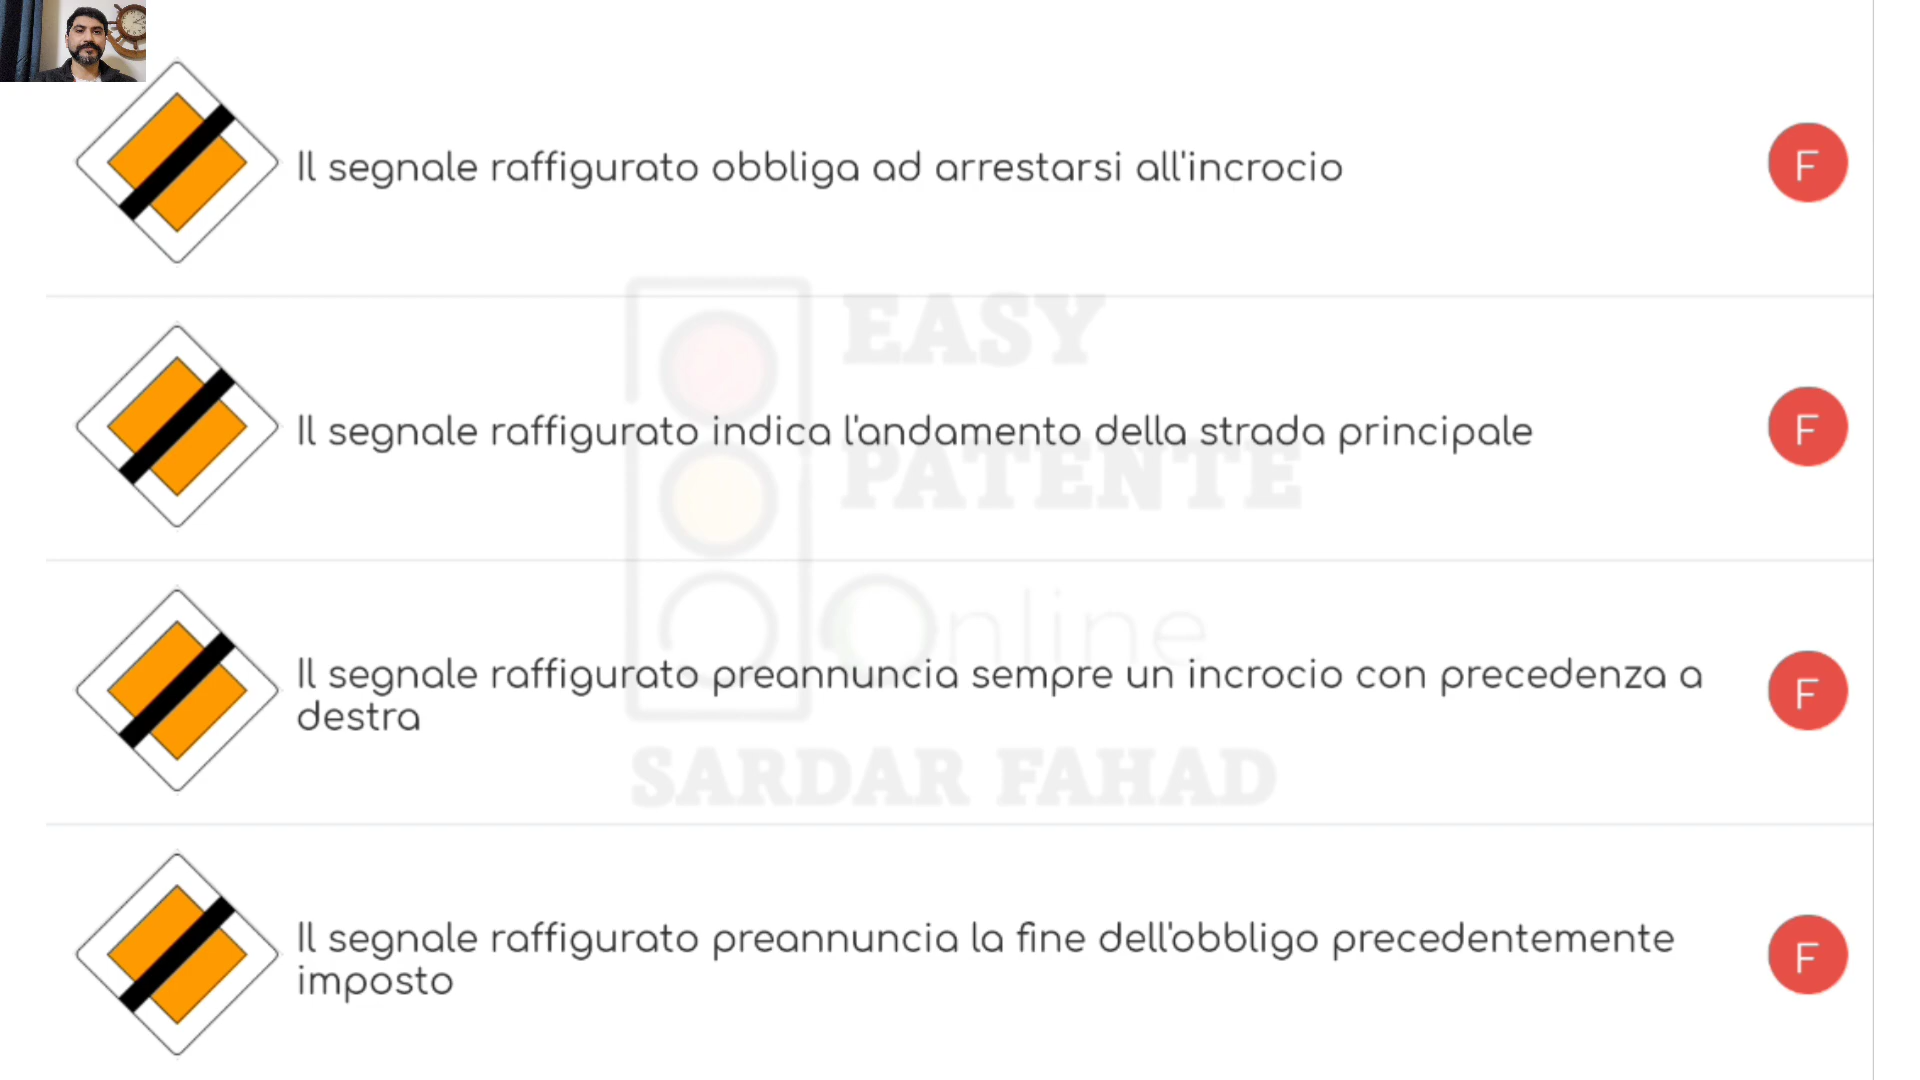 Il segnale raffigurato obbliga ad arrestarsi all'incrocio
F
EASY
Il segnale raffigurato indica l'andamento della strada principale
F
PATENTE
Online
Il segnale raffigurato preannuncia sempre un incrocio con precedenza a
destra
F
SARDAR FAHAD
Il segnale raffigurato preannuncia la fine dell'obbligo precedentemente
imposto
F